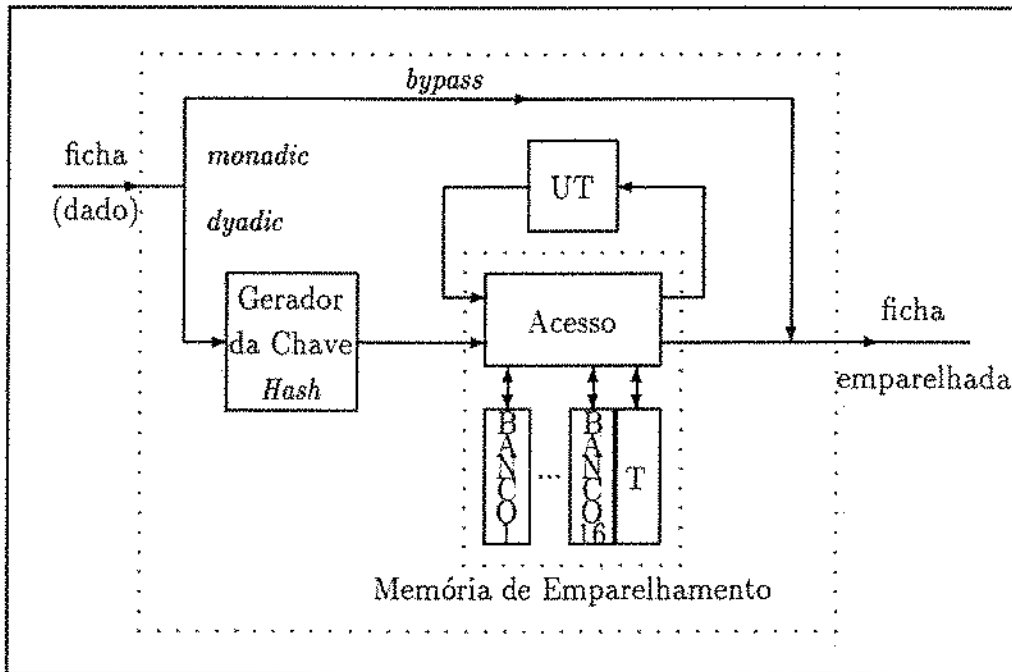 bypass
ficha
(dado)
monadic
dyadic
UT
Gerador
da Chave
Hash
Acesso
ficha
emparelhada
BANCO1
...
BANCO16
T
Memória de Emparelhamento